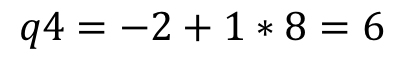 q4 = −2 + 1 ∗ 8 = 6